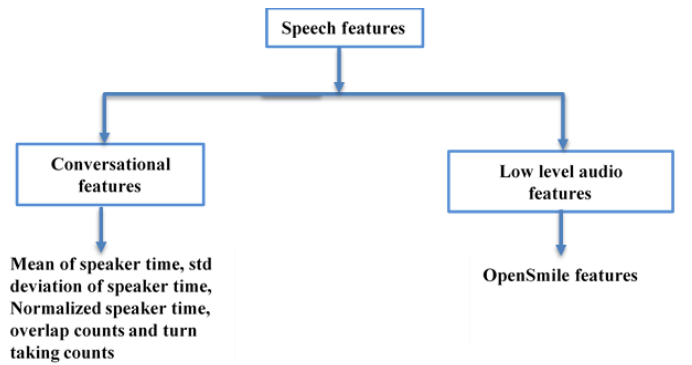 Speech features
Conversational
features
Low level audio
features
Mean of speaker time, std
deviation of speaker time,
Normalized speaker time,
overlap counts and turn
taking counts
OpenSmile features